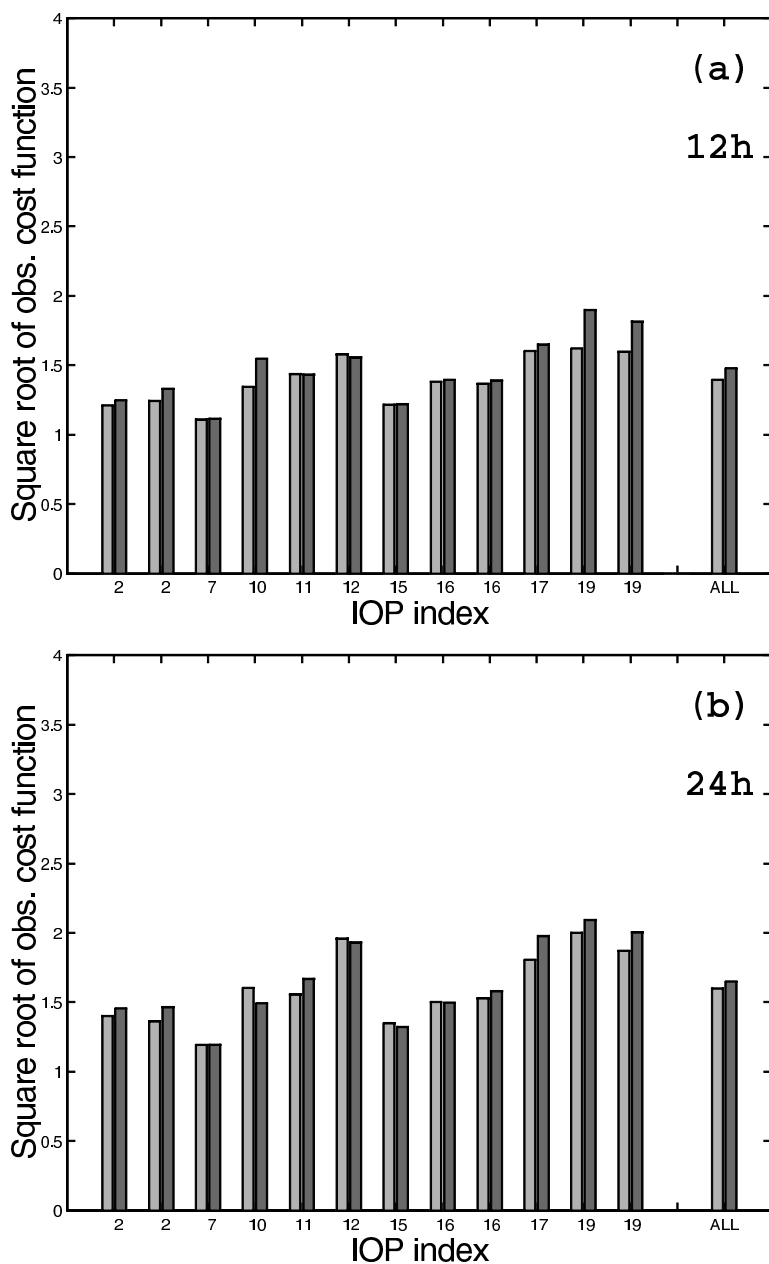 Square root of obs. cost function
4
3.5
3
2.5
2
1.5
1
0.5
0
(a)
12h
2 2 7 10 11 12 15 16 16 17 19 19 ALL
IOP index
Square root of obs. cost function
4
3.5
3
2.5
2
1.5
1
0.5
0
(b)
24h
2 2 7 10 11 12 15 16 16 17 19 19 ALL
IOP index